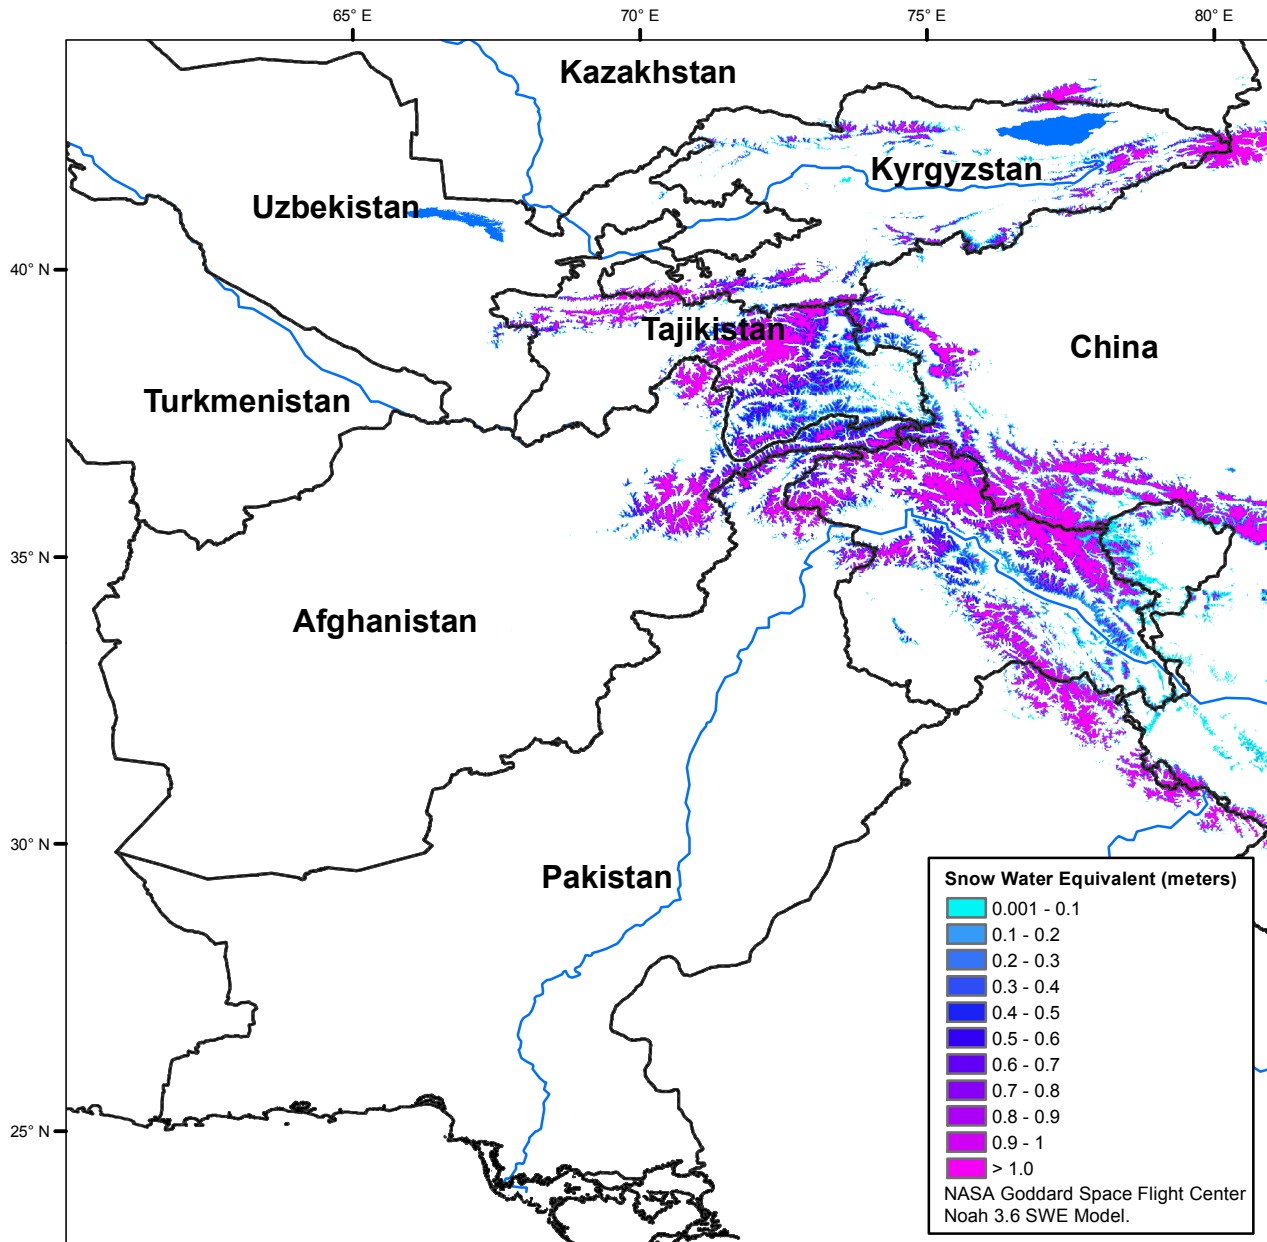 65° E
70° E
75° E
80° E
Kazakhstan
Kyrgyzstan
Uzbekistan
40° N
Tajikistan
China
Turkmenistan
35° N
Afghanistan
30° N
Pakistan
Snow Water Equivalent (meters)
0.001 - 0.1
0.1 - 0.2
0.2 - 0.3
0.3 - 0.4
0.4 - 0.5
0.5 - 0.6
0.6 - 0.7
0.7 - 0.8
0.8 - 0.9
0.9 - 1
> 1.0
NASA Goddard Space Flight Center
Noah 3.6 SWE Model.
25° N